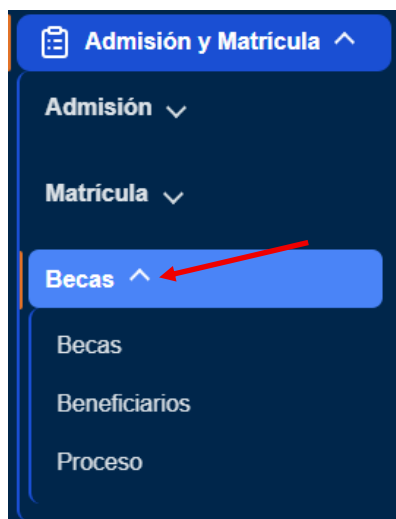 Admisión y Matrícula
Admisión
Matrícula
Becas
Becas
Beneficiarios
Proceso